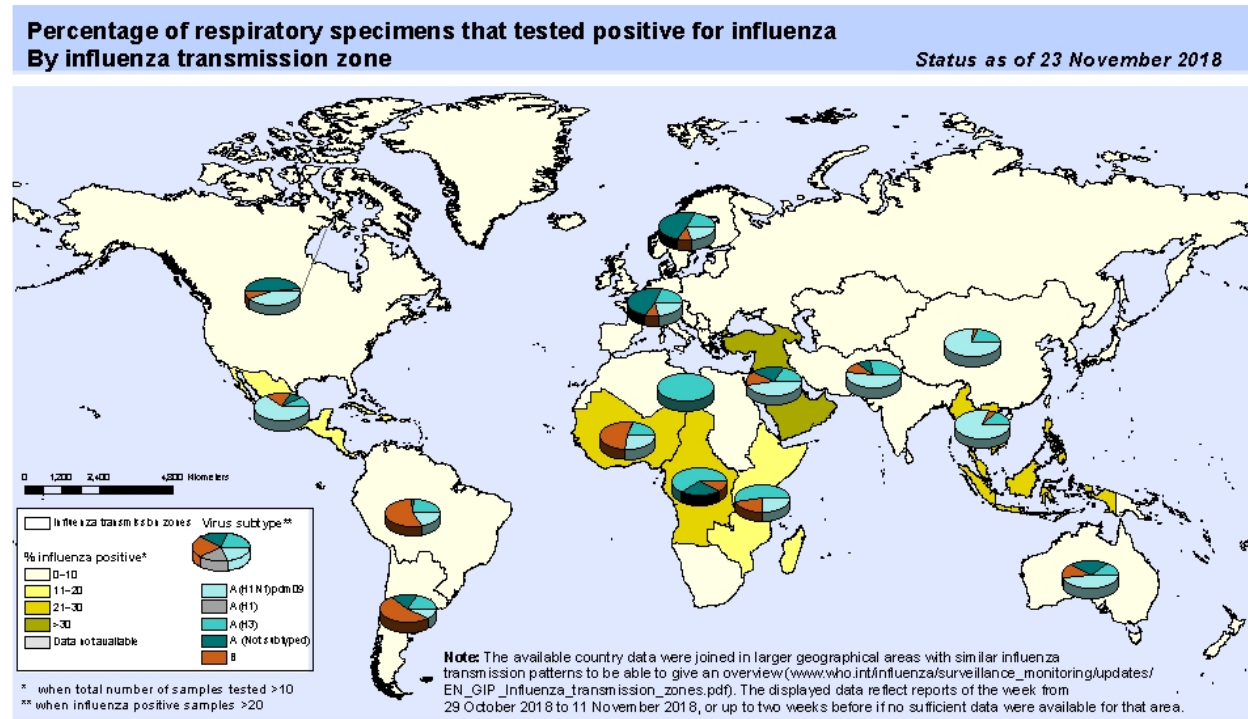 Percentage of respiratory specimens that tested positive for influenza
By influenza transmission zone
Status as of 23 November 2018
0 1,200 2,400 4,800 Kilometers
Influenza transmission zones
Virus subtype**
% influenza positive*
0-10
11-20
21-30
>30
Data not available
A(H1N1)pdm09
A(H1)
A(H3)
A (Not subtyped)
B
* when total number of samples tested >10
** when influenza positive samples >20
Note: The available country data were joined in larger geographical areas with similar influenza
transmission patterns to be able to give an overview (www.who.int/influenza/surveillance_monitoring/updates/
EN_GIP_Influenza_transmission_zones.pdf). The displayed data reflect reports of the week from
29 October 2018 to 11 November 2018, or up to two weeks before if no sufficient data were available for that area.